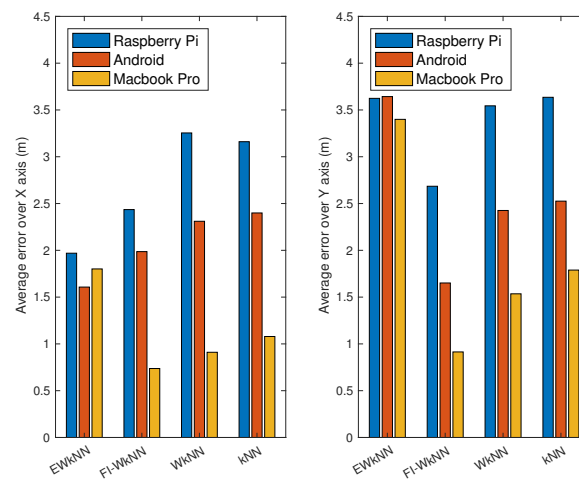 4.5
4
3.5
3
2.5
2
1.5
1
0.5
0
Average error over X axis (m)
Raspberry Pi
Android
Macbook Pro
EWkNN
FI-WkNN
WkNN
kNN
4.5
4
3.5
3
2.5
2
1.5
1
0.5
0
Average error over Y axis (m)
Raspberry Pi
Android
Macbook Pro
EWkNN
FI-WkNN
WkNN
kNN